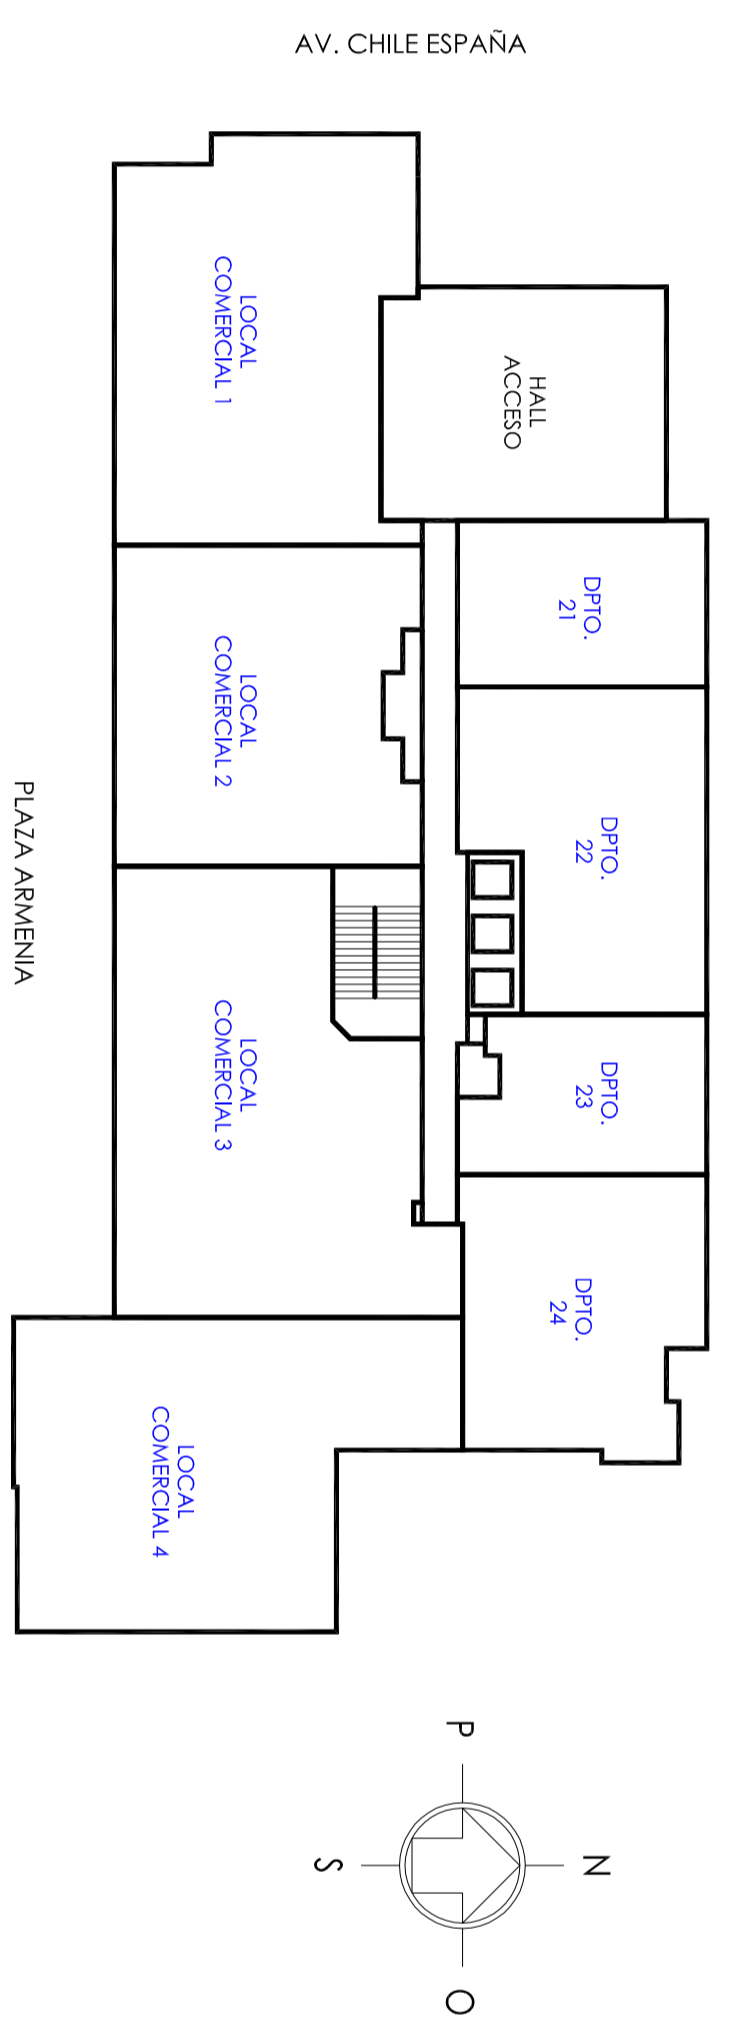 AV. CHILE ESPAÑA
HALL
ACCESO
LOCAL
COMERCIAL 1
DPTO.
21
LOCAL
COMERCIAL 2
DPTO.
22
PLAZA ARMENIA
LOCAL
COMERCIAL 3
DPTO.
23
DPTO.
24
LOCAL
COMERCIAL 4
P
N
S
O